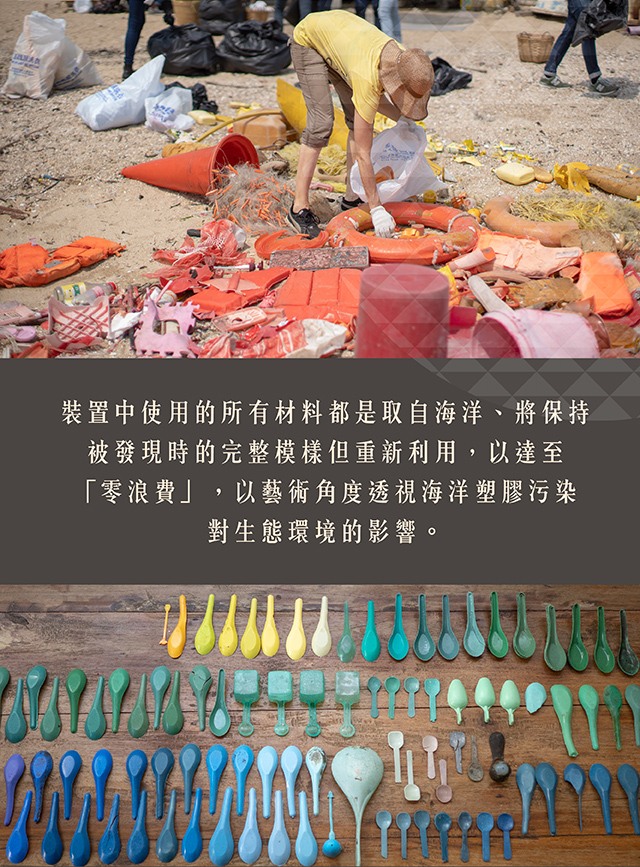 裝置中使用的所有材料都是取自海洋、將保持
被發現時的完整模樣但重新利用，以達至
「零浪費」，以藝術角度透視海洋塑膠污染
對生態環境的影響。